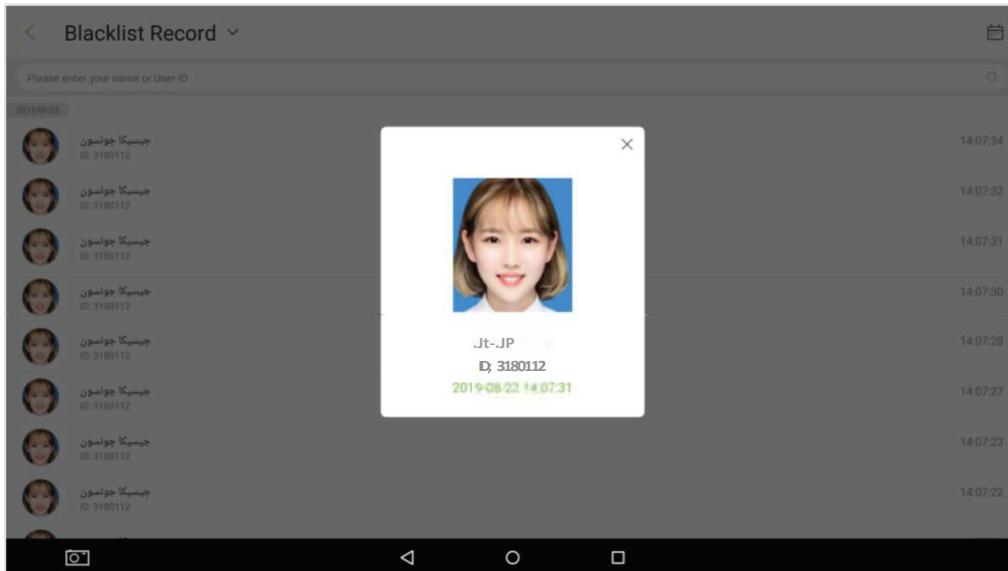 Blacklist Record
Please enter your name or User ID
2019-08-22
جيسيكا جونسون
14:07:34
ID: 3180112
جيسيكا جونسون
14:07:32
ID: 3180112
جيسيكا جونسون
14:07:31
ID: 3180112
جيسيكا جونسون
14:07:30
ID: 3180112
جيسيكا جونسون
14:07:28
ID: 3180112
جيسيكا جونسون
14:07:27
ID: 3180112
جيسيكا جونسون
14:07:23
ID: 3180112
جيسيكا جونسون
14:07:22
ID: 3180112
.Jt-.JP
ID; 3180112
2019-08-22 14:07:31